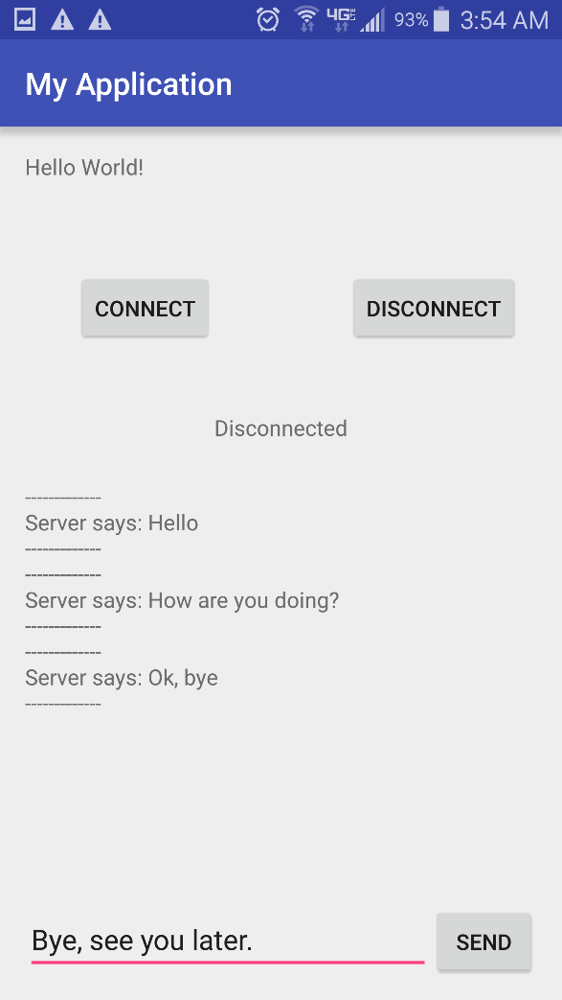 93% 3:54 AM
My Application
Hello World!
CONNECT DISCONNECT
Disconnected
-------------
Server says: Hello
-------------
-------------
Server says: How are you doing?
-------------
-------------
Server says: Ok, bye
-------------
Bye, see you later. SEND